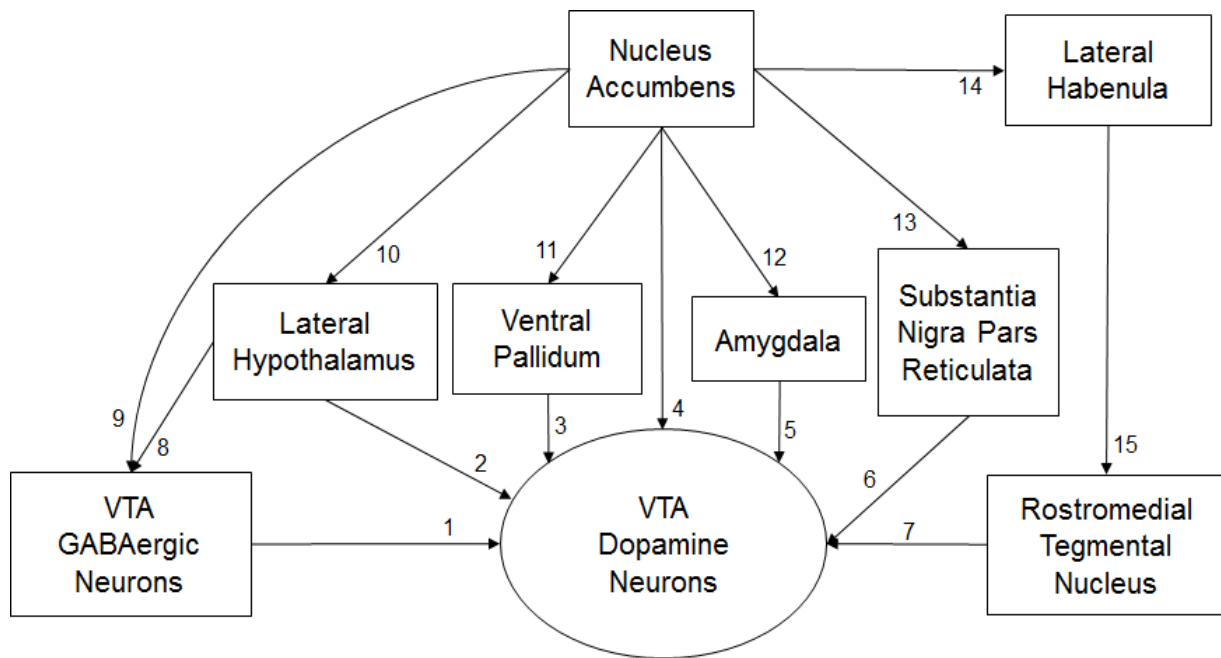 Nucleus
Accumbens
Lateral
Habenula
14
13
10
11
12
Lateral
Hypothalamus
Ventral
Pallidum
Amygdala
Substantia
Nigra Pars
Reticulata
9
8
2
3
4
5
6
15
VTA
GABAergic
Neurons
1
VTA
Dopamine
Neurons
7
Rostromedial
Tegmental
Nucleus